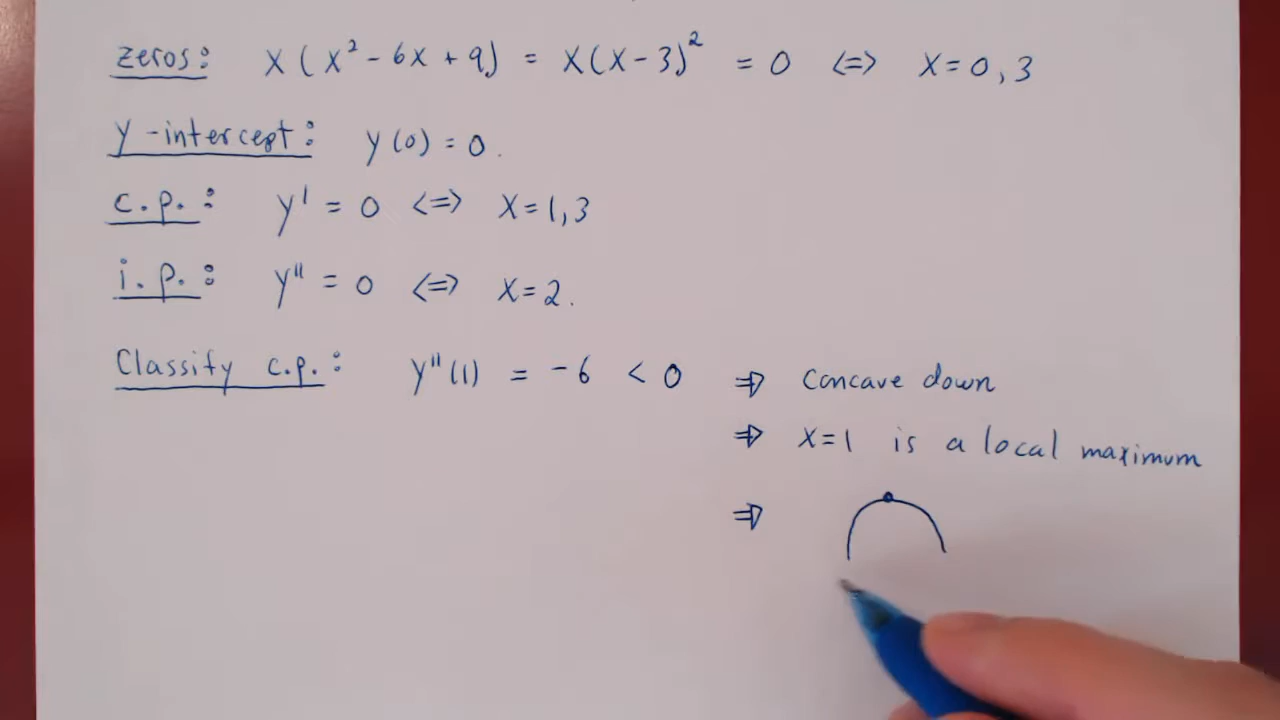 zeros: x(x² - 6x + 9) = x(x-3)² = 0 <=> x=0,3
y-intercept: y(0)=0.
c.p.: y' = 0 <=> x=1,3
i.p.: y" = 0 <=> x=2.
Classify c.p.: y"(1) = -6 < 0 ⇒ concave down
⇒ x=1 is a local maximum
⇒